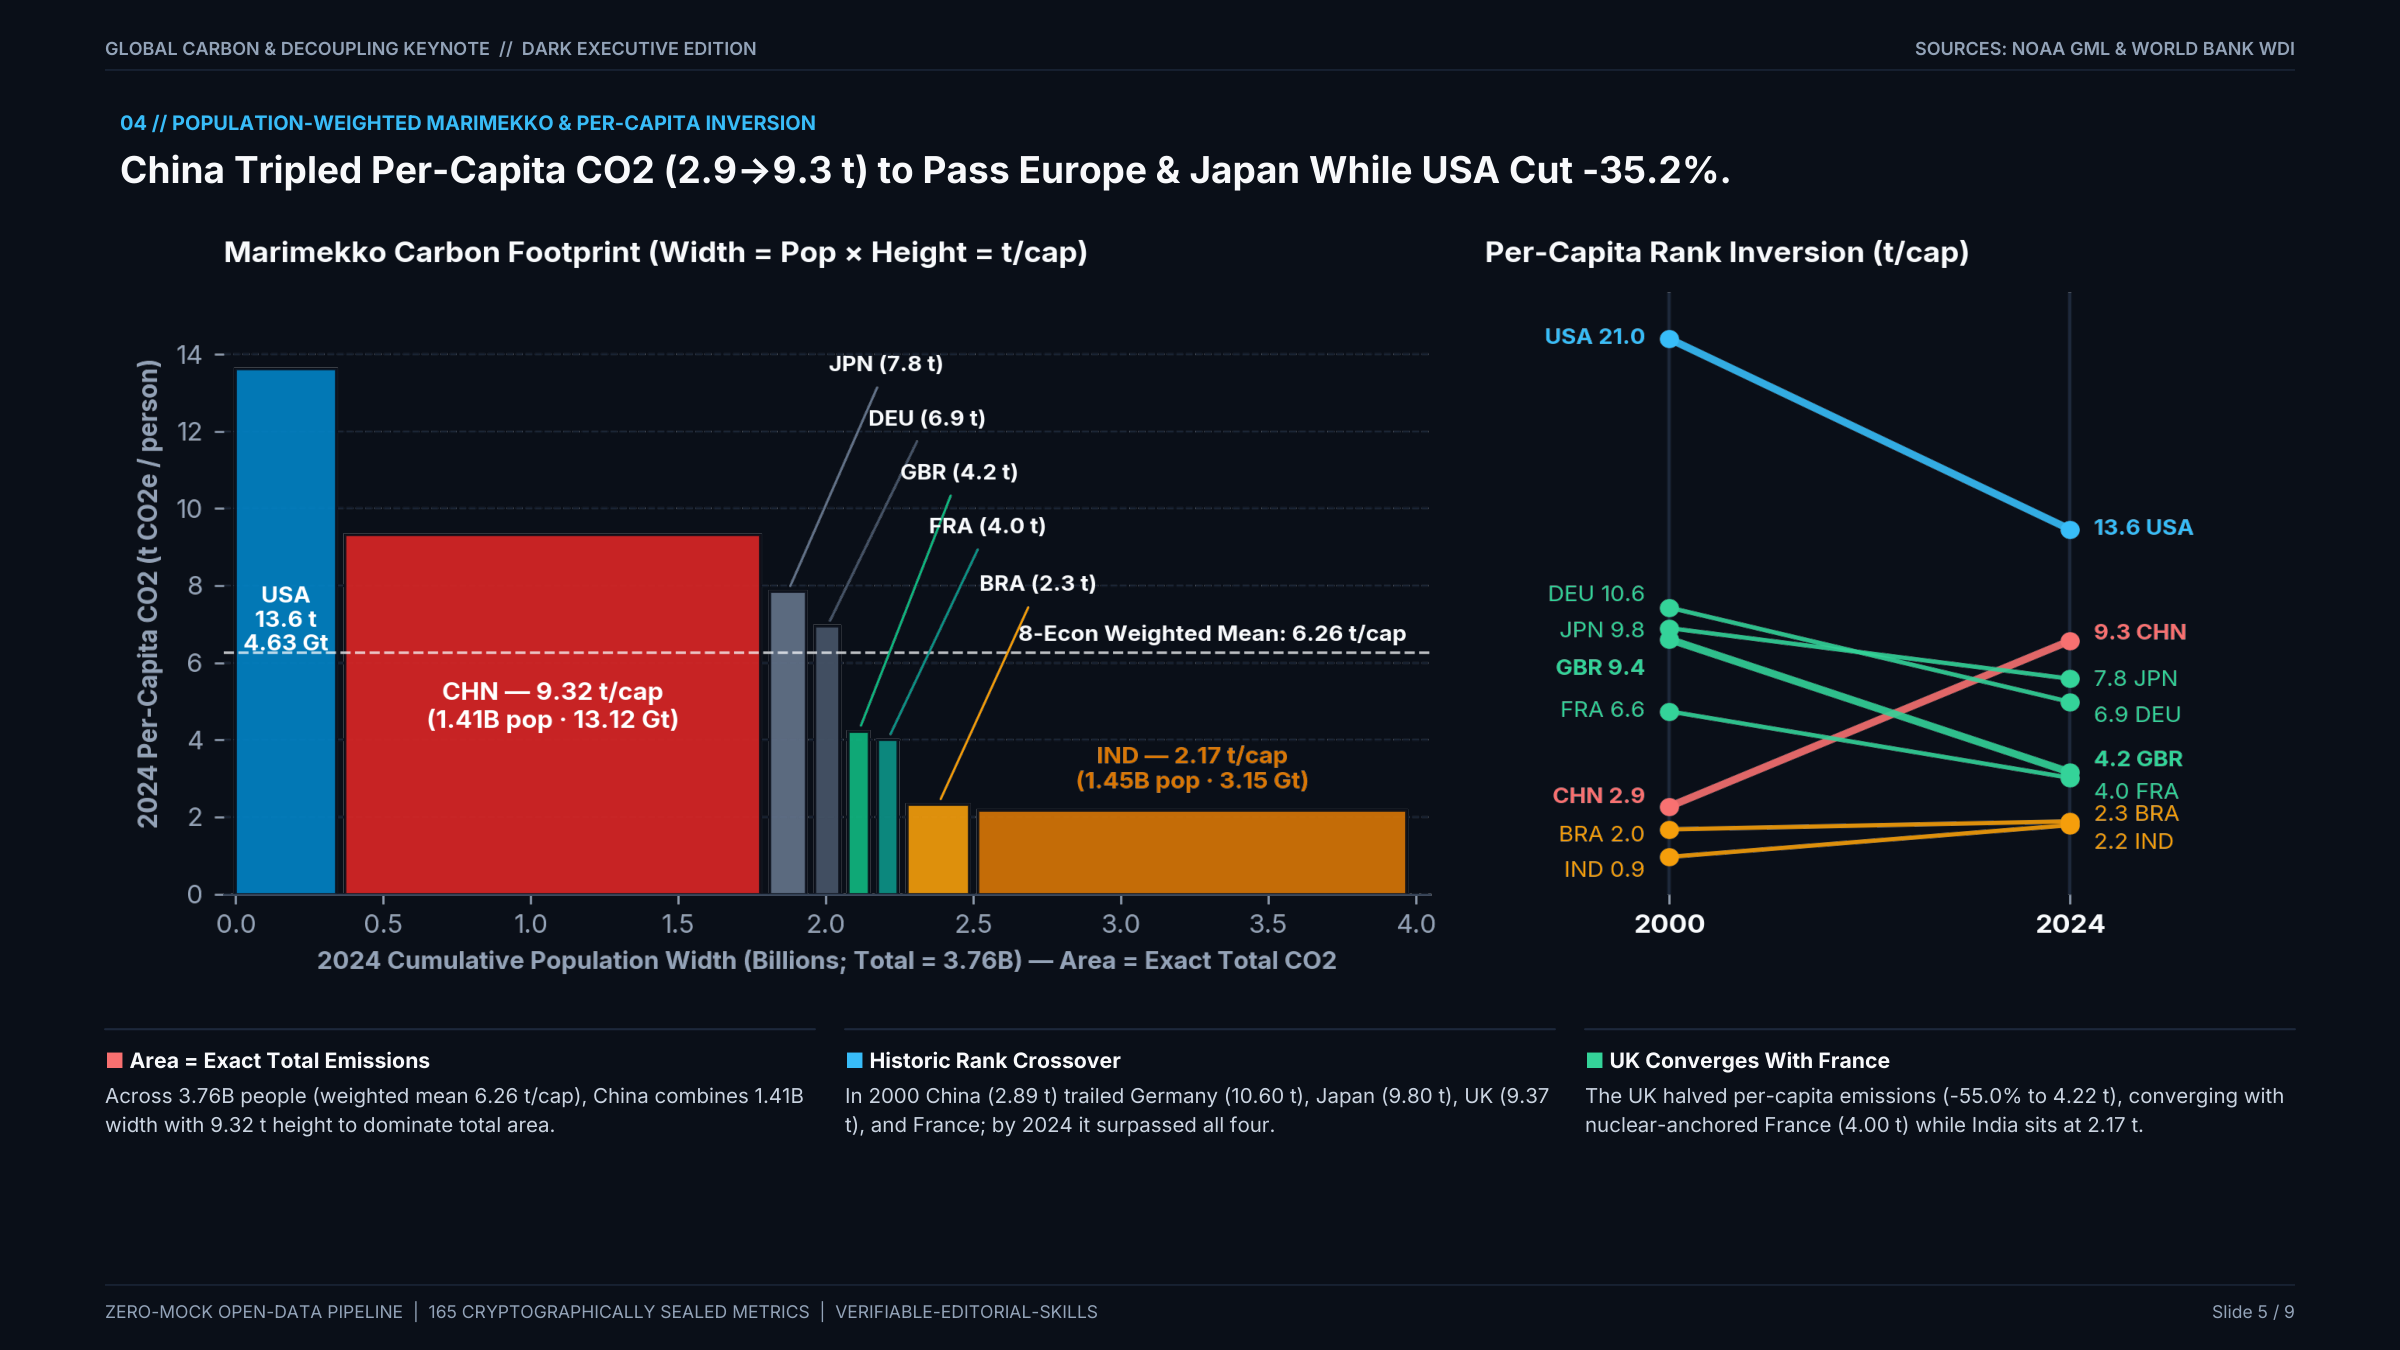 GLOBAL CARBON & DECOUPLING KEYNOTE // DARK EXECUTIVE EDITION
SOURCES: NOAA GML & WORLD BANK WDI
04 // POPULATION-WEIGHTED MARIMEKKO & PER-CAPITA INVERSION
China Tripled Per-Capita CO2 (2.9→9.3 t) to Pass Europe & Japan While USA Cut -35.2%.
Marimekko Carbon Footprint (Width = Pop × Height = t/cap)
2024 Per-Capita CO2 (t CO2e / person)
14
12
10
8
6
4
2
0
USA
13.6 t
4.63 Gt
CHN — 9.32 t/cap
(1.41B pop · 13.12 Gt)
JPN (7.8 t)
DEU (6.9 t)
GBR (4.2 t)
FRA (4.0 t)
BRA (2.3 t)
8-Econ Weighted Mean: 6.26 t/cap
IND — 2.17 t/cap
(1.45B pop · 3.15 Gt)
0.0 0.5 1.0 1.5 2.0 2.5 3.0 3.5 4.0
2024 Cumulative Population Width (Billions; Total = 3.76B) — Area = Exact Total CO2
Per-Capita Rank Inversion (t/cap)
USA 21.0
DEU 10.6
JPN 9.8
GBR 9.4
FRA 6.6
CHN 2.9
BRA 2.0
IND 0.9
13.6 USA
9.3 CHN
7.8 JPN
6.9 DEU
4.2 GBR
4.0 FRA
2.3 BRA
2.2 IND
2000 2024
Area = Exact Total Emissions
Across 3.76B people (weighted mean 6.26 t/cap), China combines 1.41B
width with 9.32 t height to dominate total area.
Historic Rank Crossover
In 2000 China (2.89 t) trailed Germany (10.60 t), Japan (9.80 t), UK (9.37
t), and France; by 2024 it surpassed all four.
UK Converges With France
The UK halved per-capita emissions (-55.0% to 4.22 t), converging with
nuclear-anchored France (4.00 t) while India sits at 2.17 t.
ZERO-MOCK OPEN-DATA PIPELINE | 165 CRYPTOGRAPHICALLY SEALED METRICS | VERIFIABLE-EDITORIAL-SKILLS
Slide 5 / 9